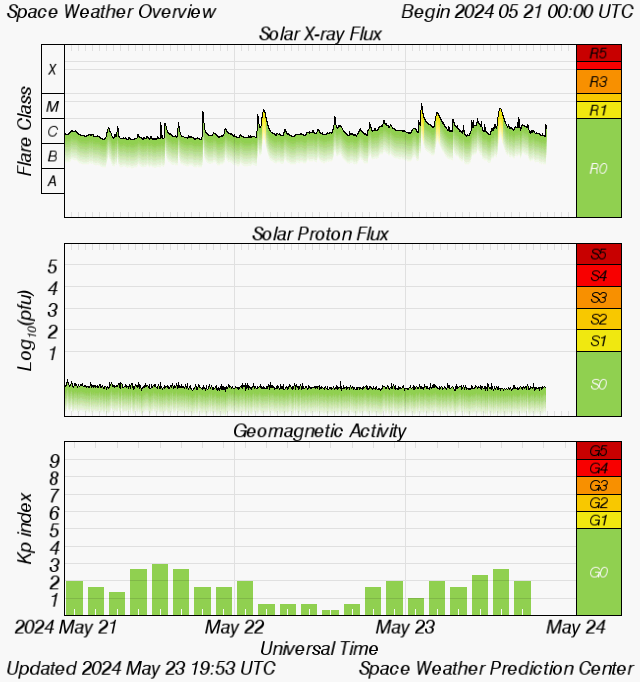 Space Weather Overview Begin 2024 05 21 00:00 UTC
Solar X-ray Flux
Flare Class
X
M
C
B
A
R5
R3
R1
R0
Solar Proton Flux
Log10(pfu)
5
4
3
2
1
S5
S4
S3
S2
S1
S0
Geomagnetic Activity
Kp index
9
8
7
6
5
4
3
2
1
G5
G4
G3
G2
G1
G0
2024 May 21 May 22 May 23 May 24
Universal Time
Updated 2024 May 23 19:53 UTC Space Weather Prediction Center